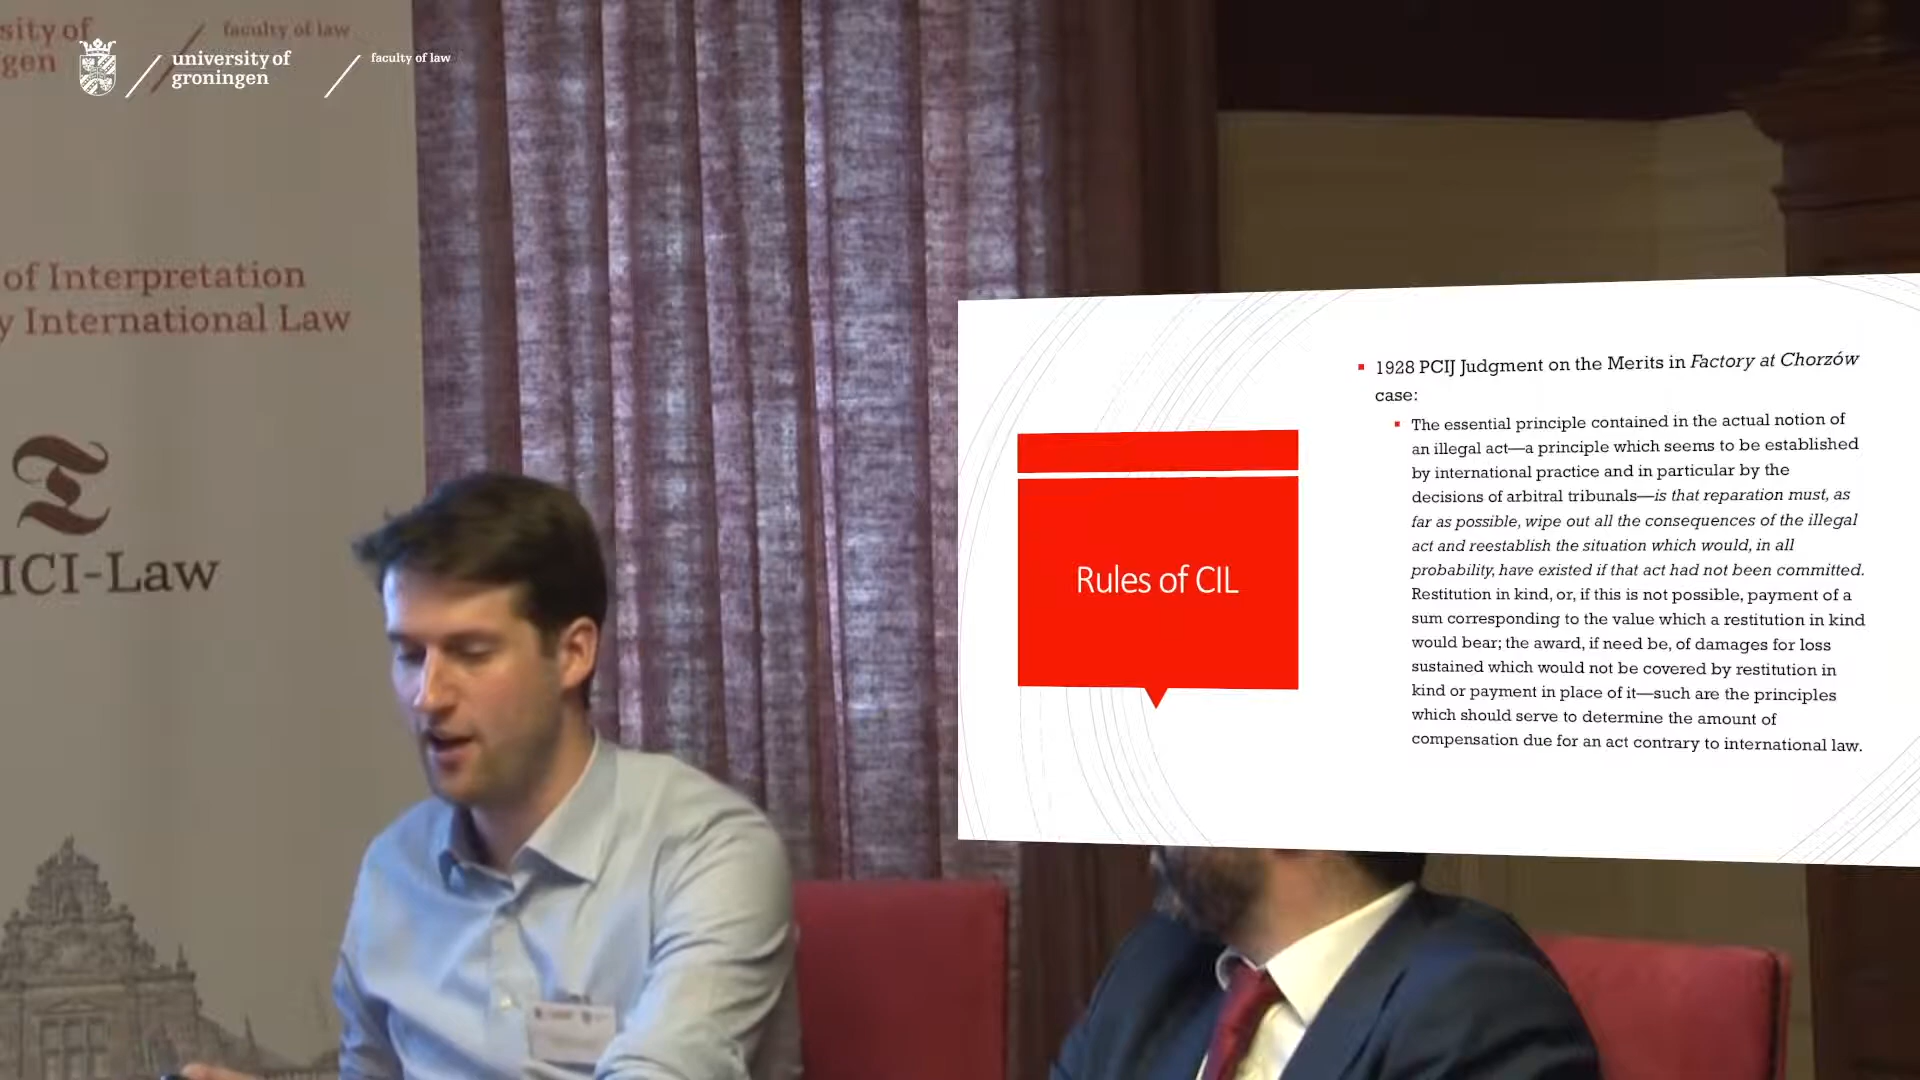 sity of
gen
faculty of law
university of
groningen
faculty of law
of Interpretation
y International Law
ICI-Law
Rules of CIL
1928 PCIJ Judgment on the Merits in Factory at Chorzów
case:
The essential principle contained in the actual notion of
an illegal act—a principle which seems to be established
by international practice and in particular by the
decisions of arbitral tribunals—is that reparation must, as
far as possible, wipe out all the consequences of the illegal
act and reestablish the situation which would, in all
probability, have existed if that act had not been committed.
Restitution in kind, or, if this is not possible, payment of a
sum corresponding to the value which a restitution in kind
would bear; the award, if need be, of damages for loss
sustained which would not be covered by restitution in
kind or payment in place of it—such are the principles
which should serve to determine the amount of
compensation due for an act contrary to international law.